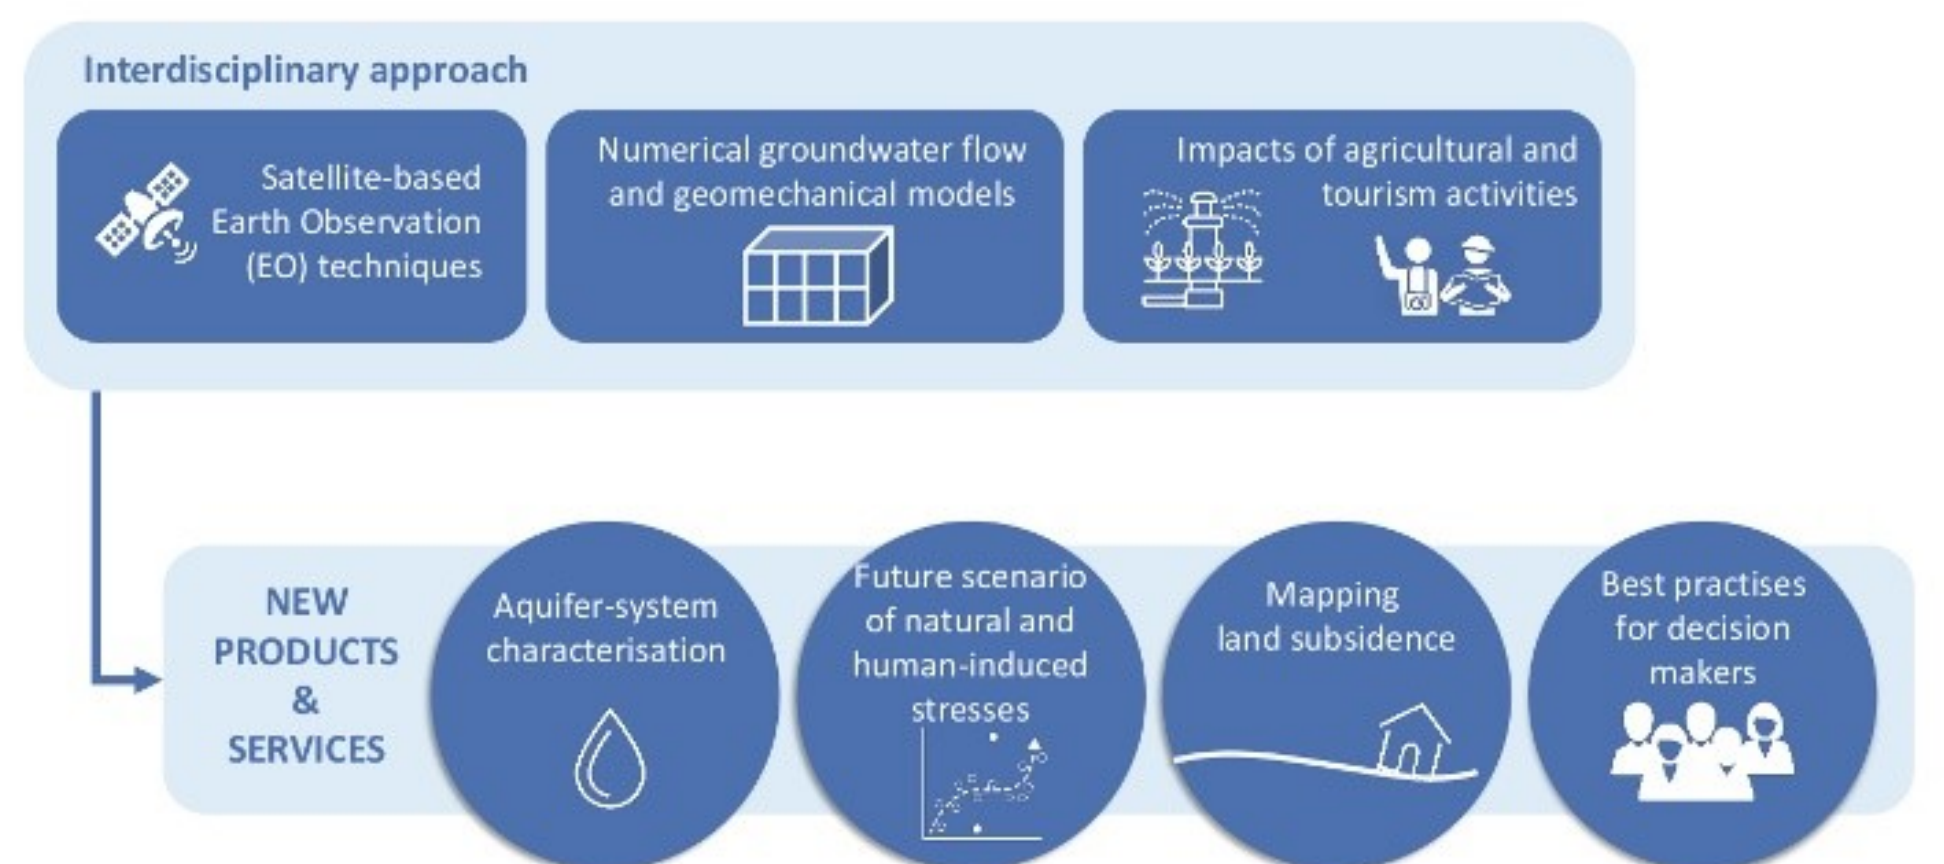 Interdisciplinary approach
Satellite-based
Earth Observation
(EO) techniques
Numerical groundwater flow
and geomechanical models
Impacts of agricultural and
tourism activities
NEW
PRODUCTS
&
SERVICES
Aquifer-system
characterisation
Future scenario
of natural and
human-induced
stresses
Mapping
land subsidence
Best practises
for decision
makers